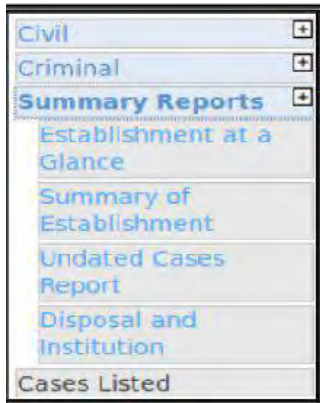 Civil
Criminal
Summary Reports
Establishment at a
Glance
Summary of
Establishment
Undated Cases
Report
Disposal and
Institution
Cases Listed